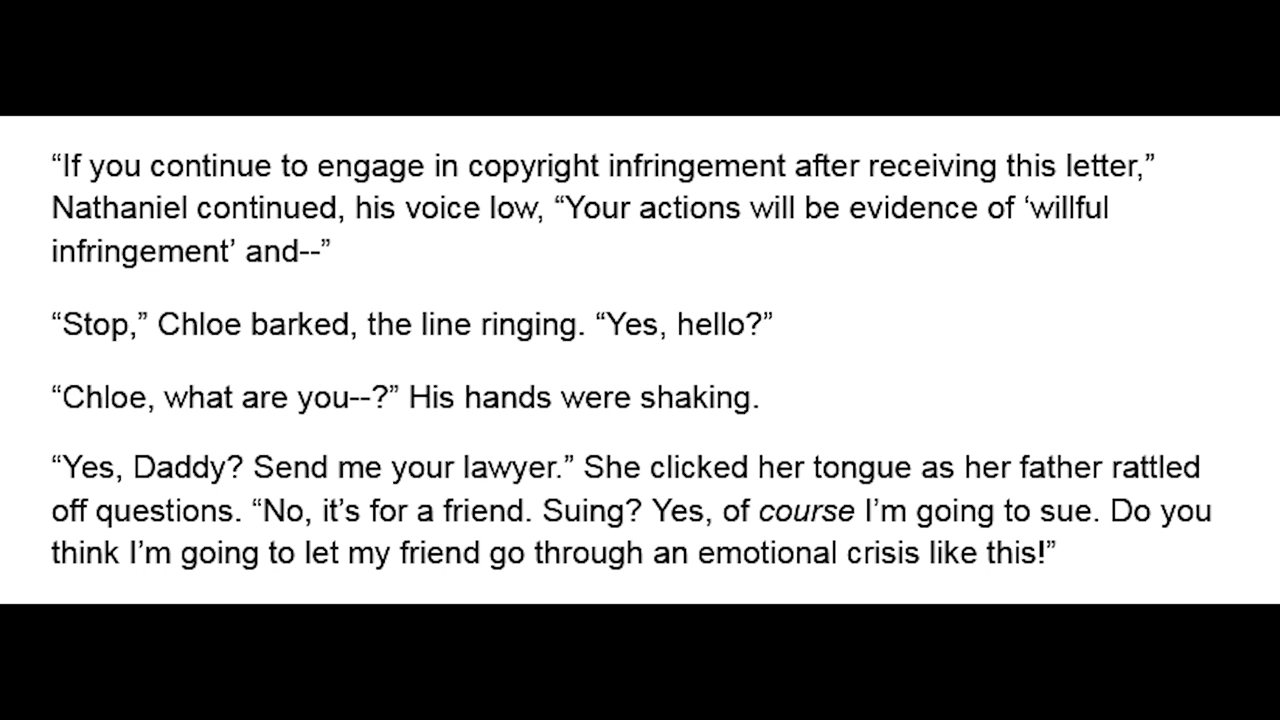 “If you continue to engage in copyright infringement after receiving this letter,”
Nathaniel continued, his voice low, “Your actions will be evidence of ‘willful
infringement’ and--”
“Stop,” Chloe barked, the line ringing. “Yes, hello?”
“Chloe, what are you--?” His hands were shaking.
“Yes, Daddy? Send me your lawyer.” She clicked her tongue as her father rattled
off questions. “No, it’s for a friend. Suing? Yes, of course I’m going to sue. Do you
think I’m going to let my friend go through an emotional crisis like this!”